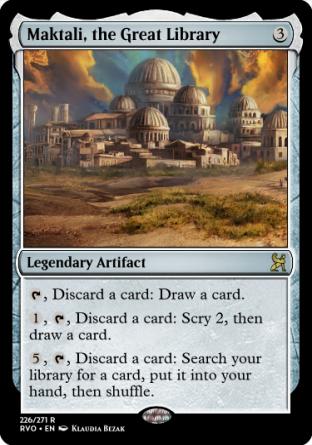 Maktali, the Great Library 3
Legendary Artifact
, Discard a card: Draw a card.
1, , Discard a card: Scry 2, then
draw a card.
5, , Discard a card: Search your
library for a card, put it into your
hand, then shuffle.
226/271 R
RVO • EN Klaudia Bezak